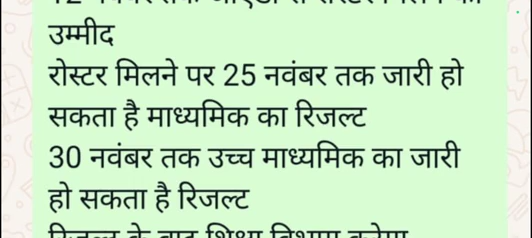 उम्मीद
रोस्टर मिलने पर 25 नवंबर तक जारी हो
सकता है माध्यमिक का रिजल्ट
30 नवंबर तक उच्च माध्यमिक का जारी
हो सकता है रिजल्ट